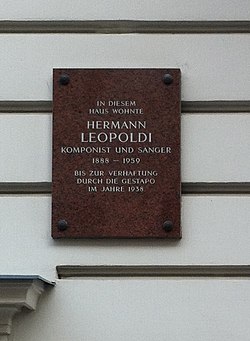 IN DIESEM
HAUS WOHNTE
HERMANN
LEOPOLDI
KOMPONIST UND SÄNGER
1888 – 1959
BIS ZUR VERHAFTUNG
DURCH DIE GESTAPO
IM JAHRE 1938